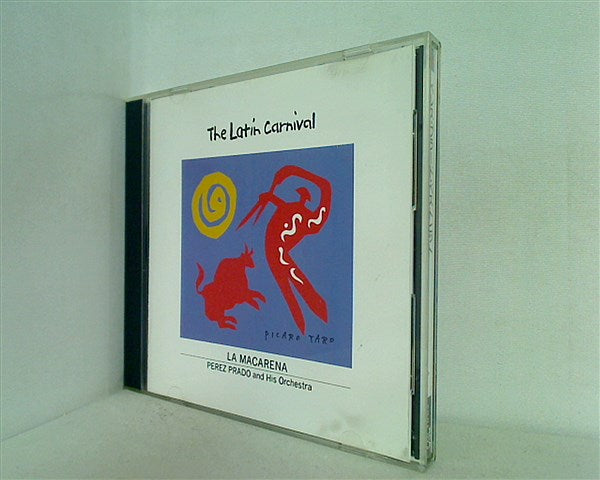 The Latin Carnival
PICARO TARO
LA MACARENA
PEREZ PRADO and His Orchestra